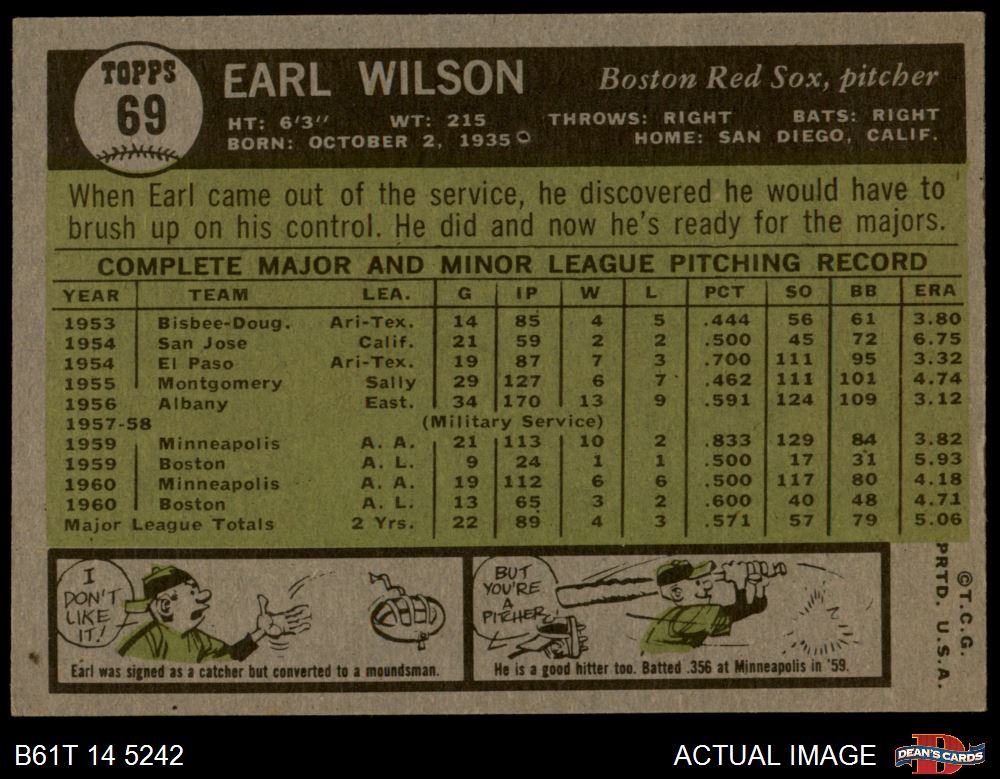 TOPPS
69
EARL WILSON
Boston Red Sox, pitcher
HT: 6'3" WT: 215 THROWS: RIGHT BATS: RIGHT
BORN: OCTOBER 2, 1935 HOME: SAN DIEGO, CALIF.
When Earl came out of the service, he discovered he would have to
brush up on his control. He did and now he's ready for the majors.
COMPLETE MAJOR AND MINOR LEAGUE PITCHING RECORD
YEAR TEAM LEA. G IP W L PCT SO BB ERA
1953 Bisbee-Doug. Ari-Tex. 14 85 4 5 .444 56 61 3.80
1954 San Jose Calif. 21 59 2 2 .500 45 72 6.75
1954 El Paso Ari-Tex. 19 87 7 3 .700 111 95 3.32
1955 Montgomery Sally 29 127 6 7 .462 111 101 4.74
1956 Albany East. 34 170 13 9 .591 124 109 3.12
1957-58 (Military Service)
1959 Minneapolis A. A. 21 113 10 2 .833 129 84 3.82
1959 Boston A. L. 9 24 1 1 .500 17 31 5.93
1960 Minneapolis A. A. 19 112 6 6 .500 117 80 4.18
1960 Boston A. L. 13 65 3 2 .600 40 48 4.71
Major League Totals 2 Yrs. 22 89 4 3 .571 57 79 5.06
I
DON'T
LIKE
IT!
Earl was signed as a catcher but converted to a moundsman.
BUT
YOU'RE
A
PITCHER!
He is a good hitter too. Batted .356 at Minneapolis in '59.
©T.C.G.
PRTD. U.S.A.
B61T 14 5242
ACTUAL IMAGE
DEAN'S CARDS